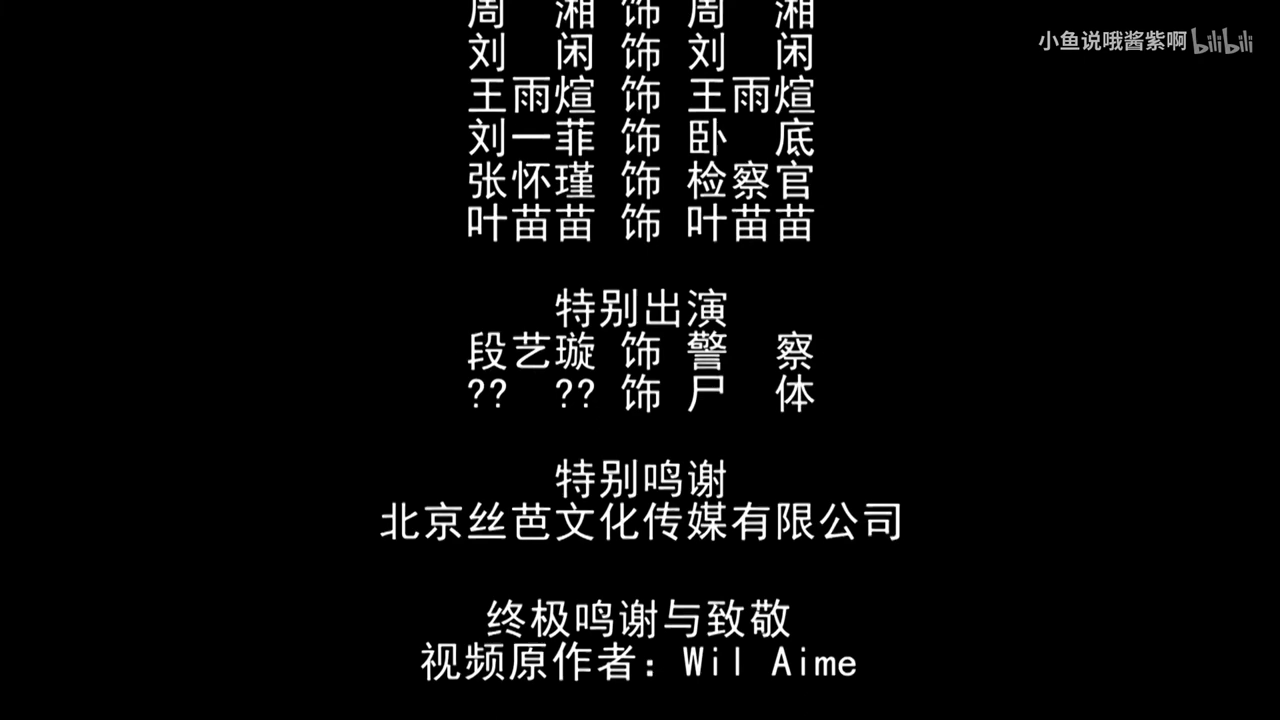 周 湘 饰 周 湘
小鱼说哦酱紫啊 bilibili
刘 闲 饰 刘 闲
王雨煊 饰 王雨煊
刘一菲 饰 卧 底
张怀瑾 饰 检察官
叶苗苗 饰 叶苗苗
特别出演
段艺璇 饰 警 察
?? ?? 饰 尸 体
特别鸣谢
北京丝芭文化传媒有限公司
终极鸣谢与致敬
视频原作者：Wil Aime